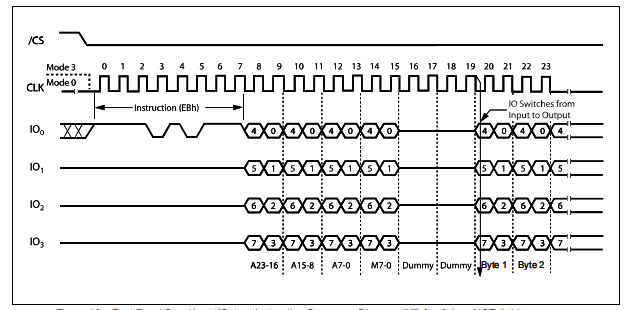 /CS
Mode 3
0 1 2 3 4 5 6 7 8 9 10 11 12 13 14 15 16 17 18 19 20 21 22 23
Mode 0
CLK
Instruction (EBh)
IO Switches from
Input to Output
IO0 4 0 4 0 4 0 4 0 4 0 4 0 4
IO1 5 1 5 1 5 1 5 1 5 1 5 1 5
IO2 6 2 6 2 6 2 6 2 6 2 6 2 6
IO3 7 3 7 3 7 3 7 3 7 3 7 3 7
A23-16 A15-8 A7-0 M7-0 Dummy Dummy Byte 1 Byte 2